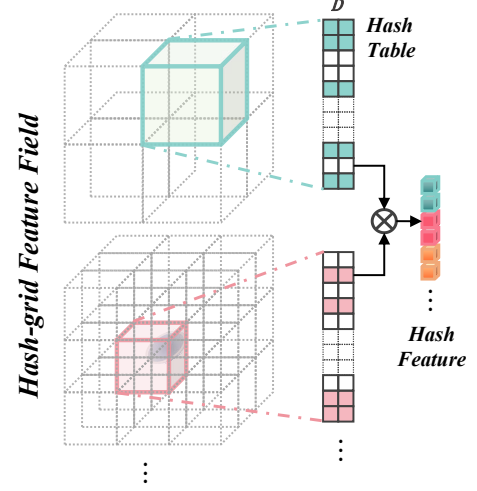 D
Hash
Table
Hash-grid Feature Field
Hash
Feature